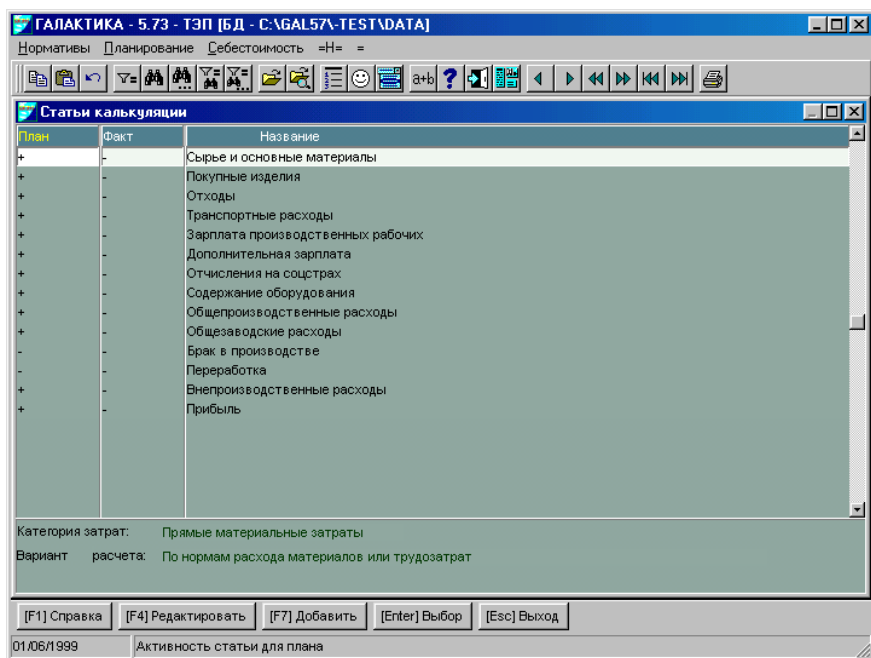 ГАЛАКТИКА - 5.73 - ТЭП [БД - C:\GAL57\-TEST\DATA]
Нормативы Планирование Себестоимость =Н= =
a+b ?
Статьи калькуляции
План Факт Название
+ - Сырье и основные материалы
+ - Покупные изделия
+ - Отходы
+ - Транспортные расходы
+ - Зарплата производственных рабочих
+ - Дополнительная зарплата
+ - Отчисления на соцстрах
+ - Содержание оборудования
+ - Общепроизводственные расходы
+ - Общезаводские расходы
- - Брак в производстве
- - Переработка
+ - Внепроизводственные расходы
+ - Прибыль
Категория затрат: Прямые материальные затраты
Вариант расчета: По нормам расхода материалов или трудозатрат
[F1] Справка [F4] Редактировать [F7] Добавить [Enter] Выбор [Esc] Выход
01/06/1999 Активность статьи для плана